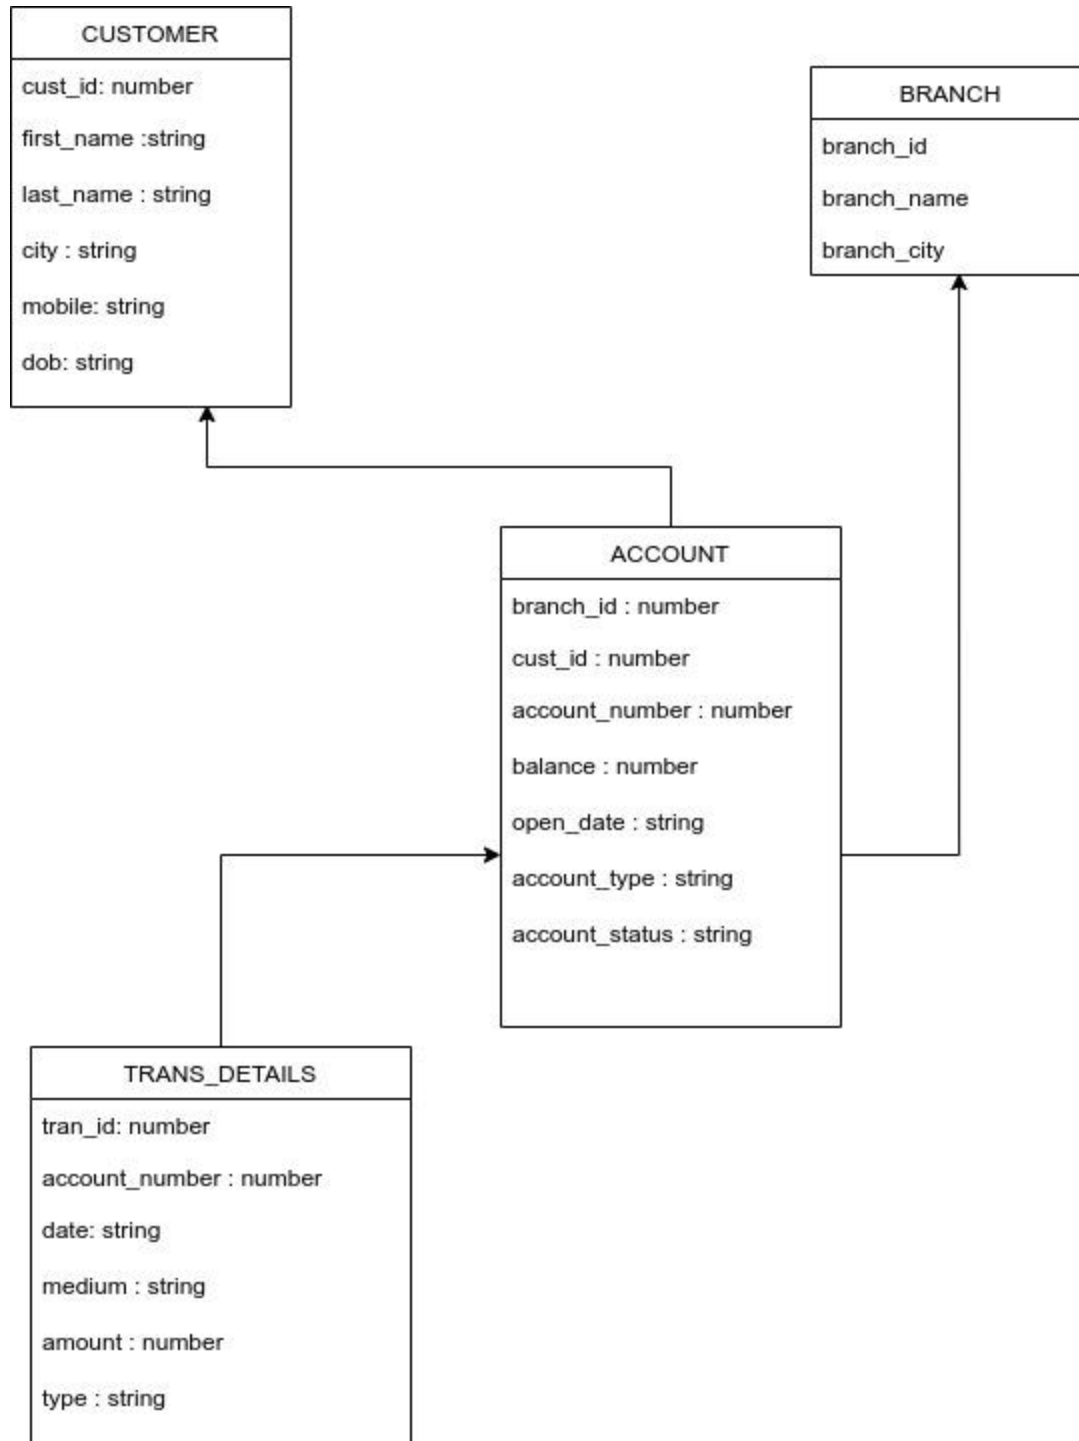 CUSTOMER
cust_id: number
first_name :string
last_name : string
city : string
mobile: string
dob: string
BRANCH
branch_id
branch_name
branch_city
ACCOUNT
branch_id : number
cust_id : number
account_number : number
balance : number
open_date : string
account_type : string
account_status : string
TRANS_DETAILS
tran_id: number
account_number : number
date: string
medium : string
amount : number
type : string